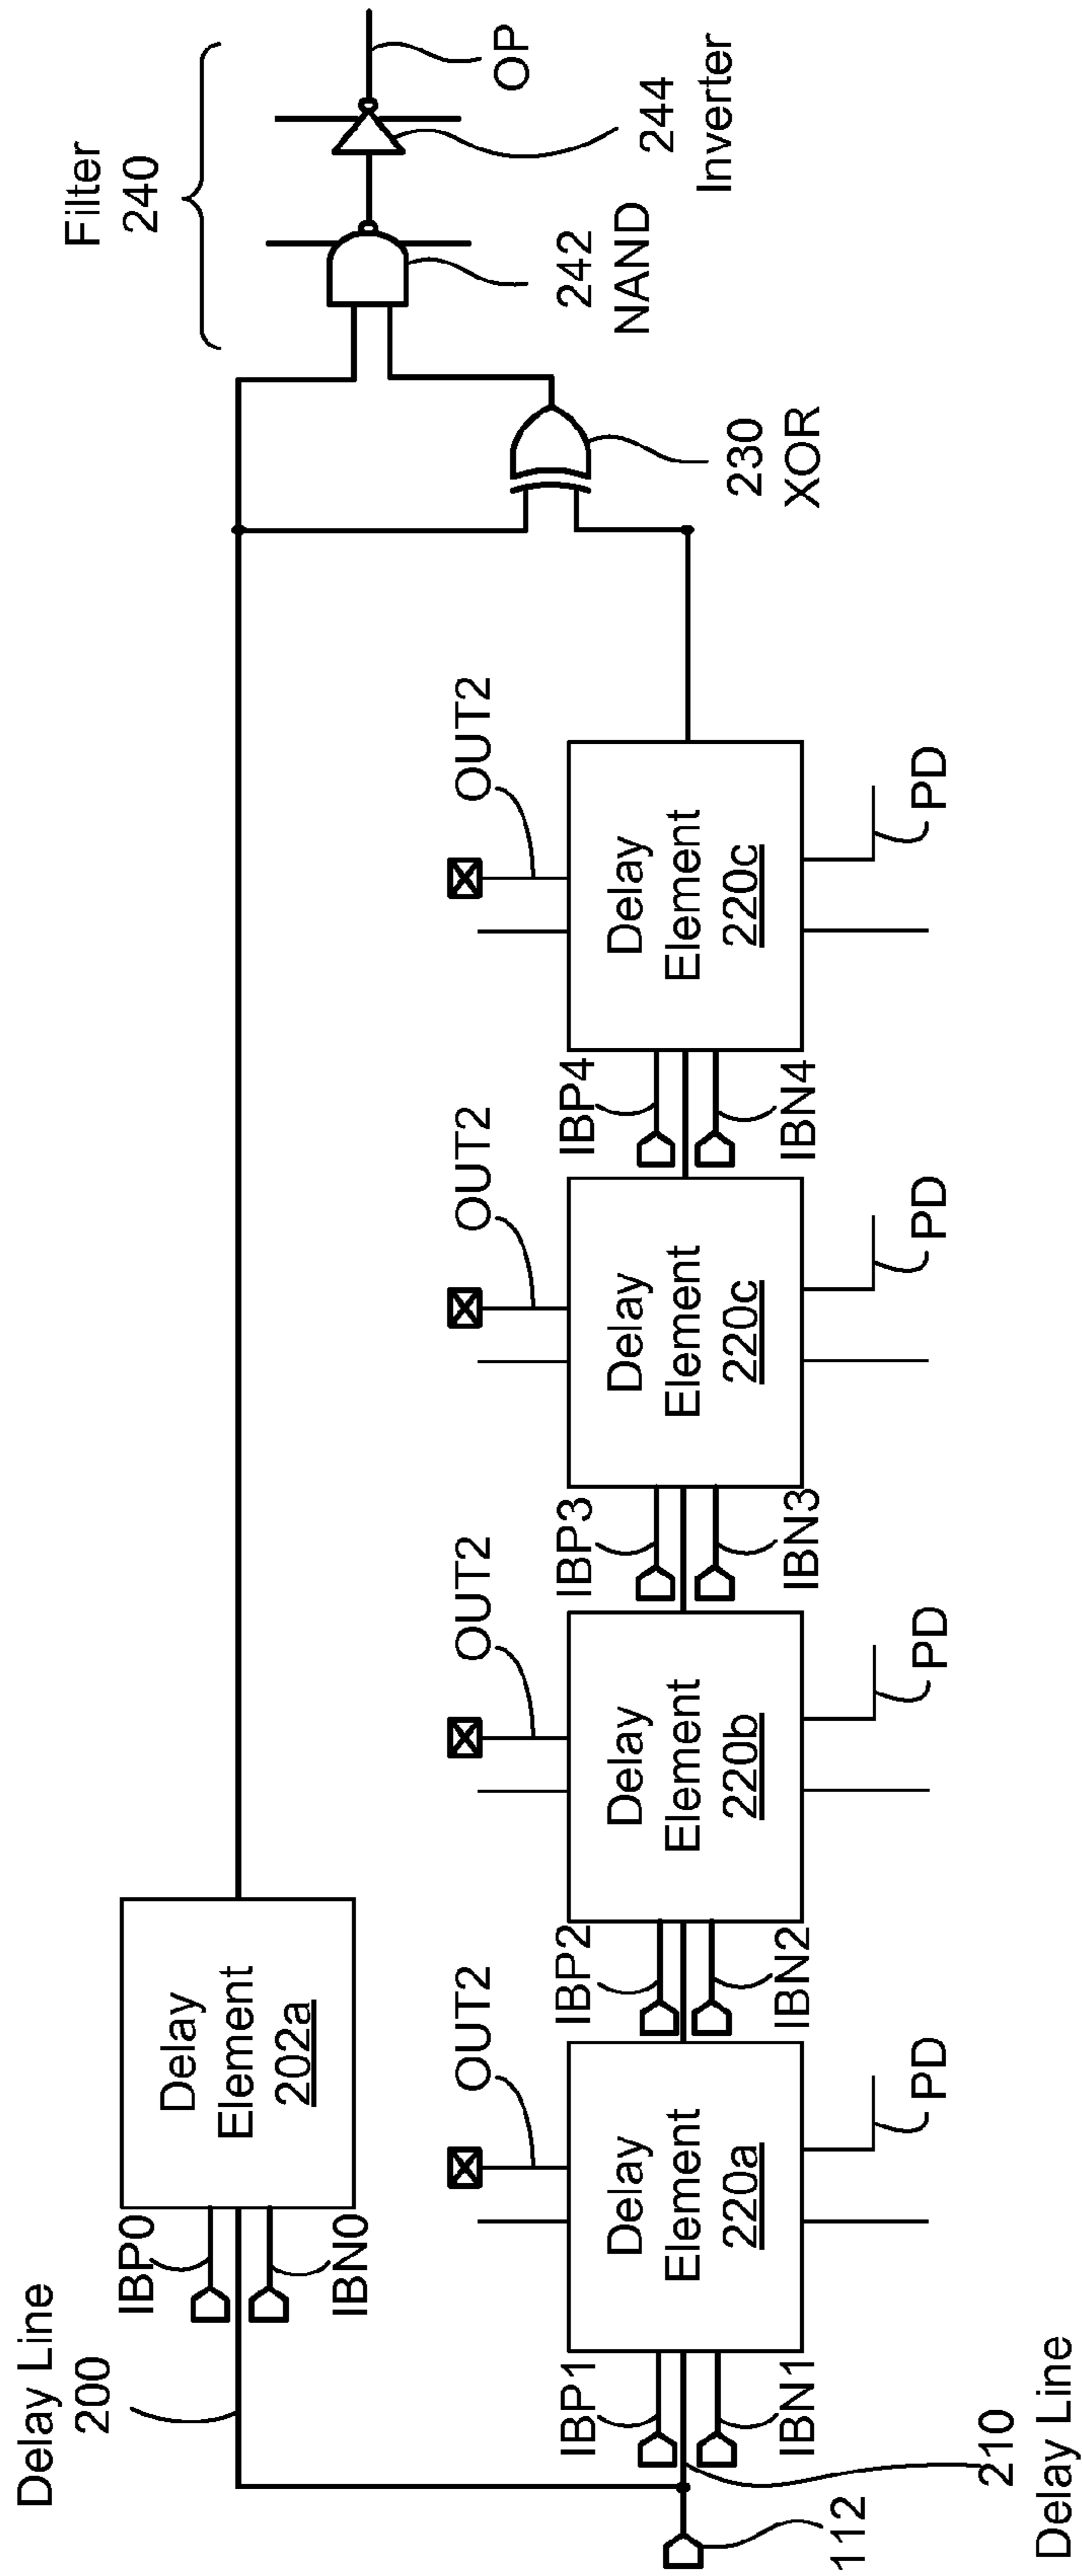 Delay Line
200
IBP0
IBN0
Delay
Element
202a
Filter
240
OP
244
Inverter
242
NAND
230
XOR
112
210
Delay Line
IBP1
IBN1
Delay
Element
220a
OUT2
PD
IBP2
IBN2
Delay
Element
220b
OUT2
PD
IBP3
IBN3
Delay
Element
220c
OUT2
PD
IBP4
IBN4
Delay
Element
220c
OUT2
PD